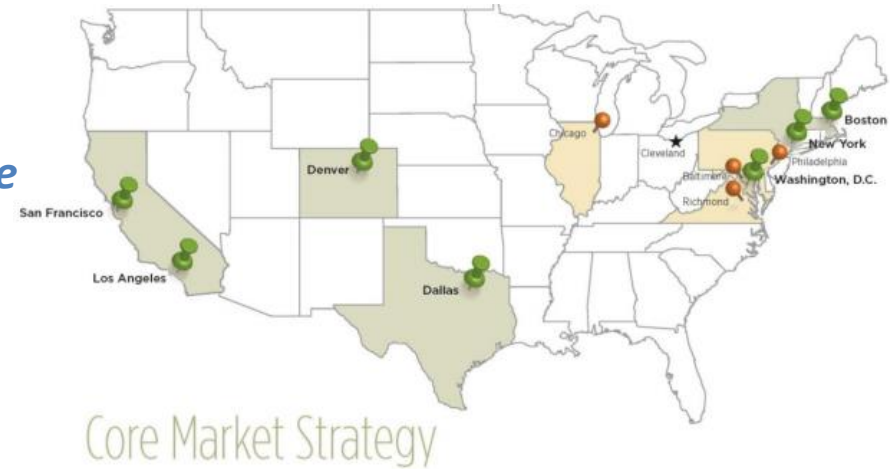 e
San Francisco
Los Angeles
Denver
Dallas
Chicago
Cleveland
Boston
New York
Philadelphia
Baltimore
Washington, D.C.
Richmond
Core Market Strategy